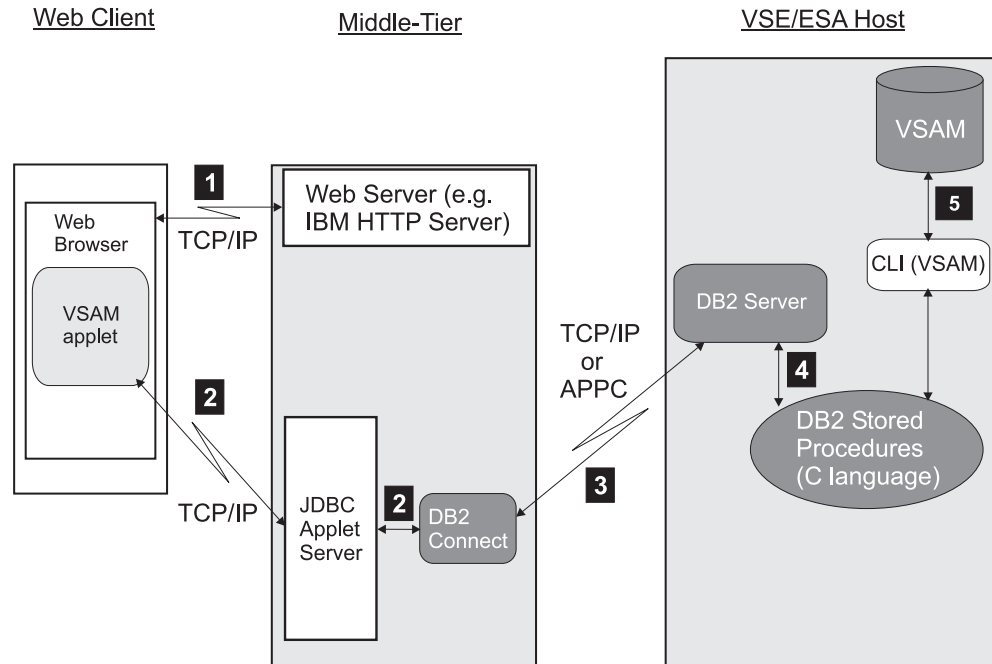 Web Client
Middle-Tier
VSE/ESA Host
VSAM
1
Web Server (e.g.
IBM HTTP Server)
5
TCP/IP
Web
Browser
CLI (VSAM)
VSAM
applet
DB2 Server
TCP/IP
or
APPC
2
4
DB2 Stored
Procedures
(C language)
3
TCP/IP
JDBC
Applet
Server
2
DB2
Connect